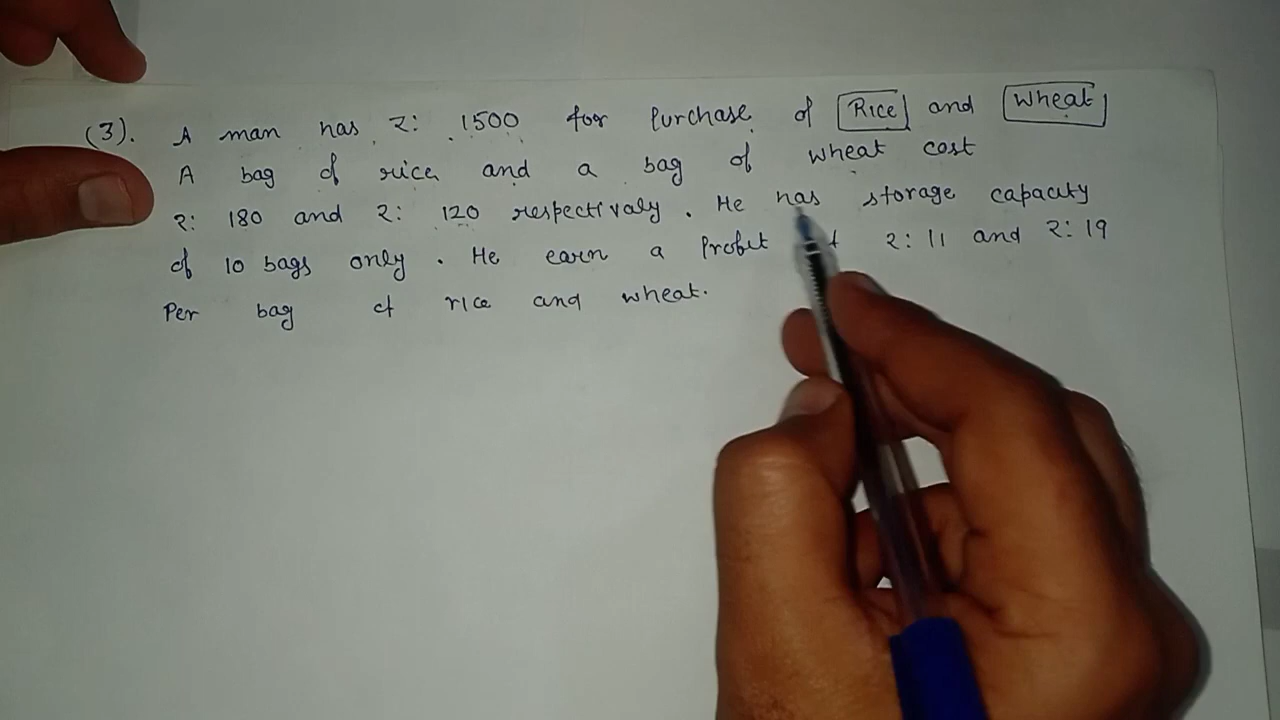 (3). A man has ₹: 1500 for Purchase of Rice and Wheat
A bag of rice and a bag of wheat cost
₹: 180 and ₹: 120 respectivaly. He has storage capacity
of 10 bags only. He earn a Profit ₹: 11 and ₹: 19
Per bag of rice and wheat.